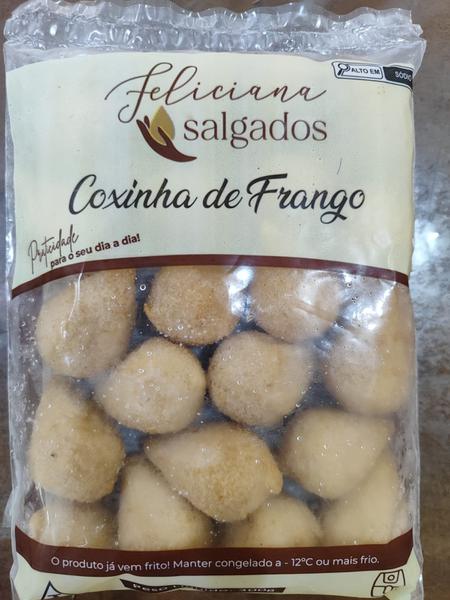 Feliciana
salgados
ALTO EM
SÓDIO
Coxinha de Frango
Praticidade
para o seu dia a dia!
O produto já vem frito! Manter congelado a - 12ºC ou mais frio.